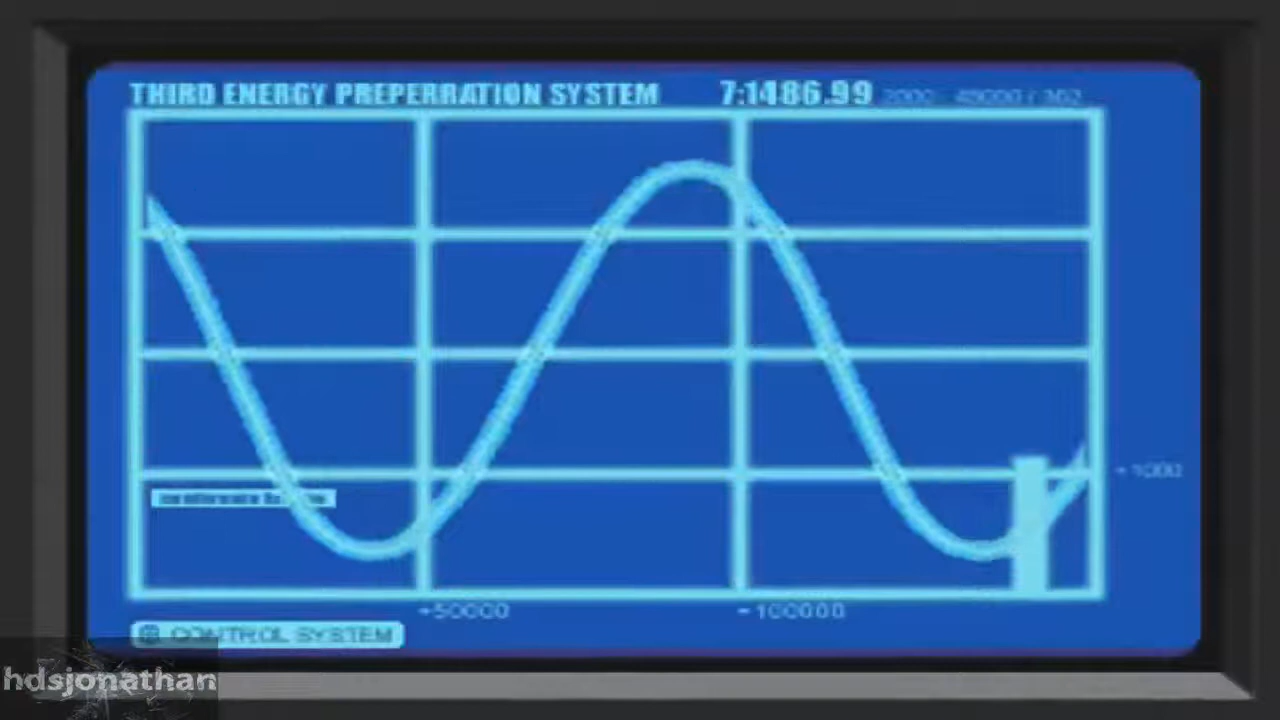 THIRD ENERGY PREPERRATION SYSTEM 7:1486.99
-1000
-50000 -100000
CONTROL SYSTEM
hdsjonathan